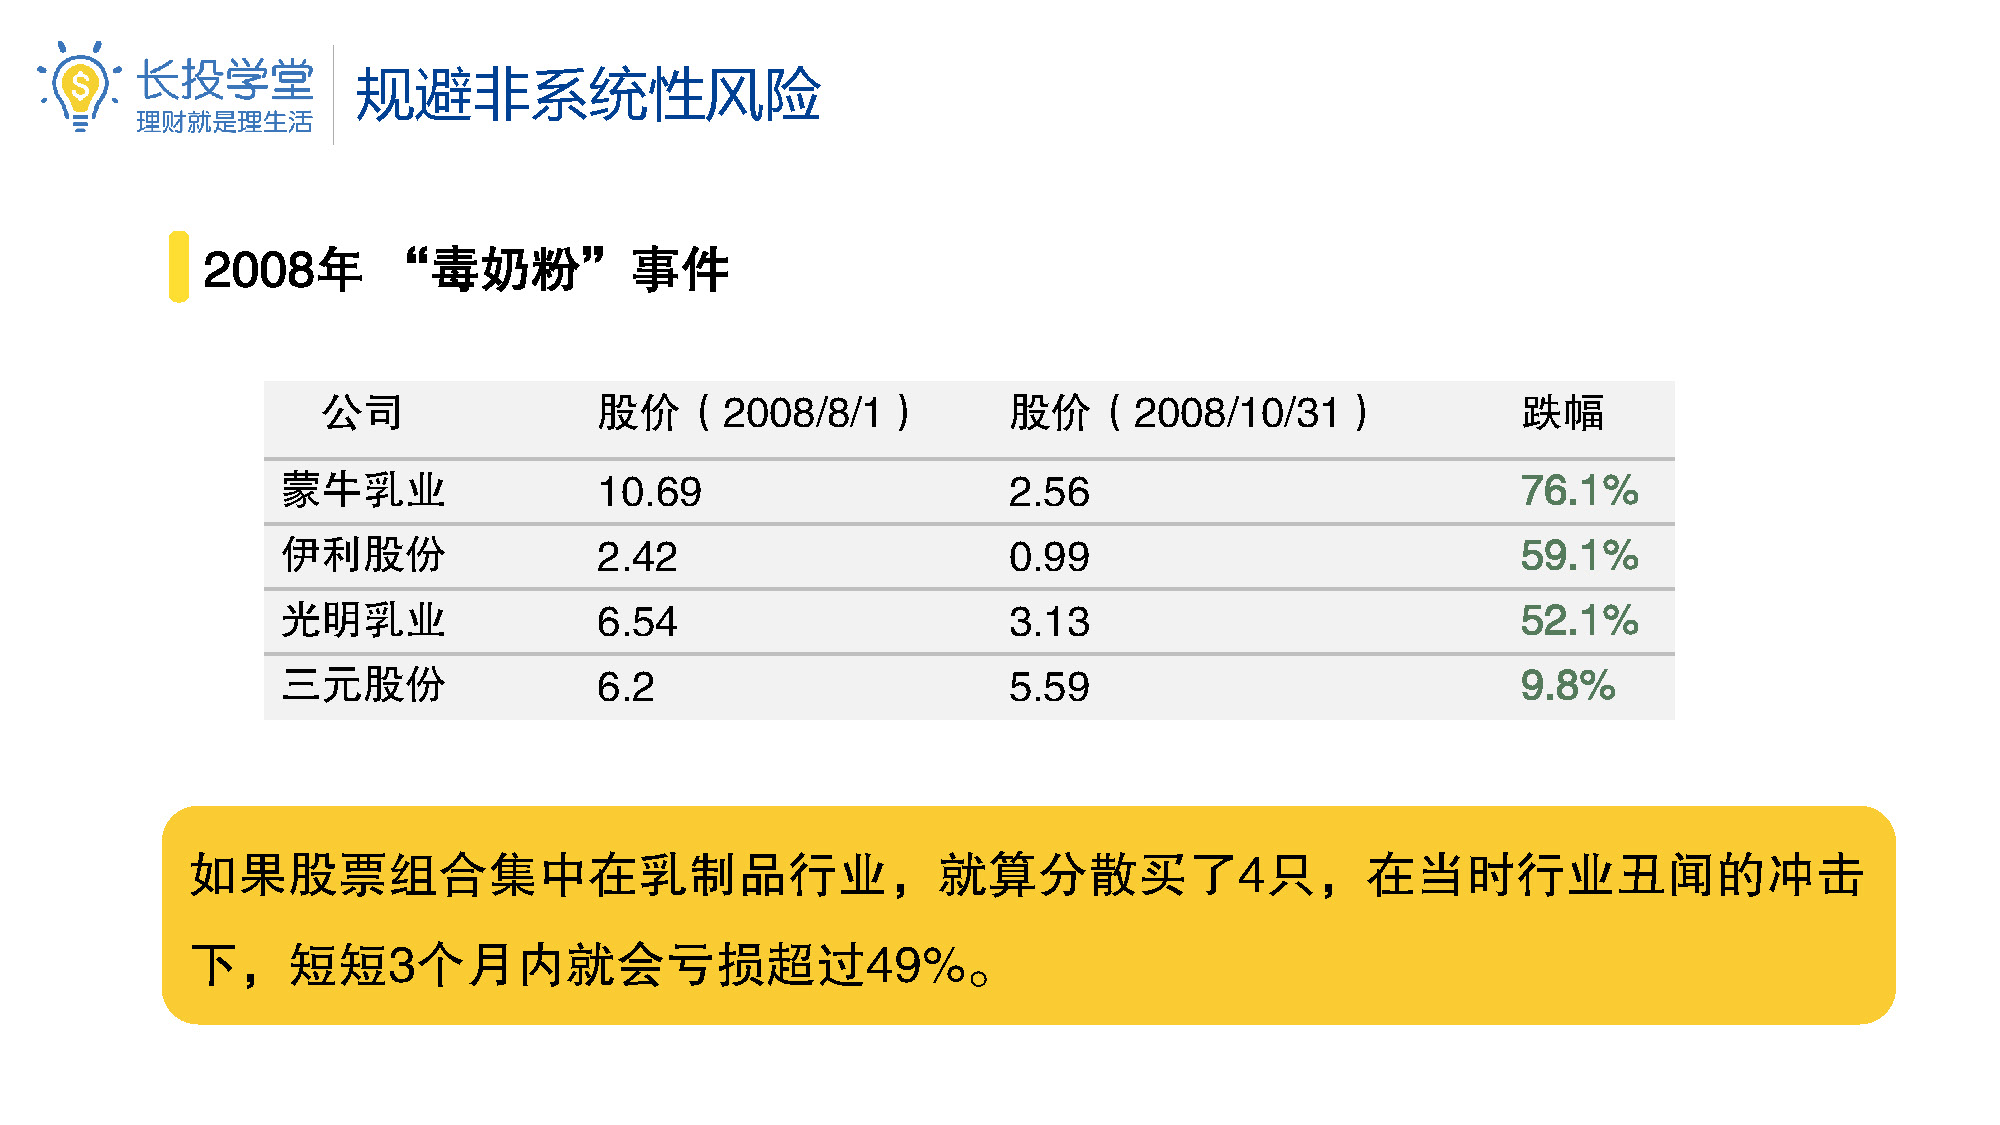 长投学堂
理财就是理生活
规避非系统性风险
2008年 “毒奶粉”事件
公司 股价（2008/8/1） 股价（2008/10/31） 跌幅
蒙牛乳业 10.69 2.56 76.1%
伊利股份 2.42 0.99 59.1%
光明乳业 6.54 3.13 52.1%
三元股份 6.2 5.59 9.8%
如果股票组合集中在乳制品行业，就算分散买了4只，在当时行业丑闻的冲击
下，短短3个月内就会亏损超过49%。